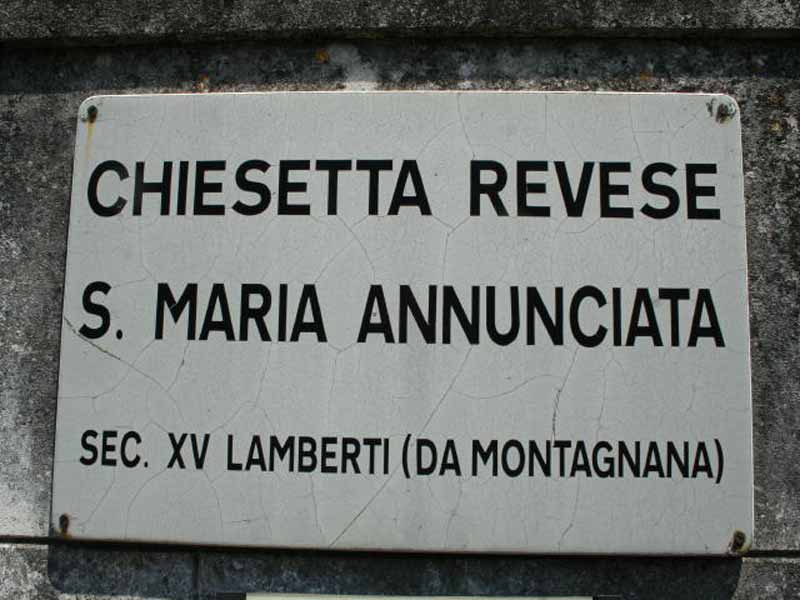 CHIESETTA REVESE
S. MARIA ANNUNCIATA
SEC. XV LAMBERTI (DA MONTAGNANA)